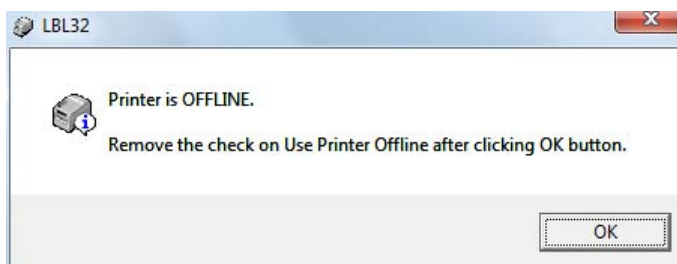 LBL32
Printer is OFFLINE.
Remove the check on Use Printer Offline after clicking OK button.
OK